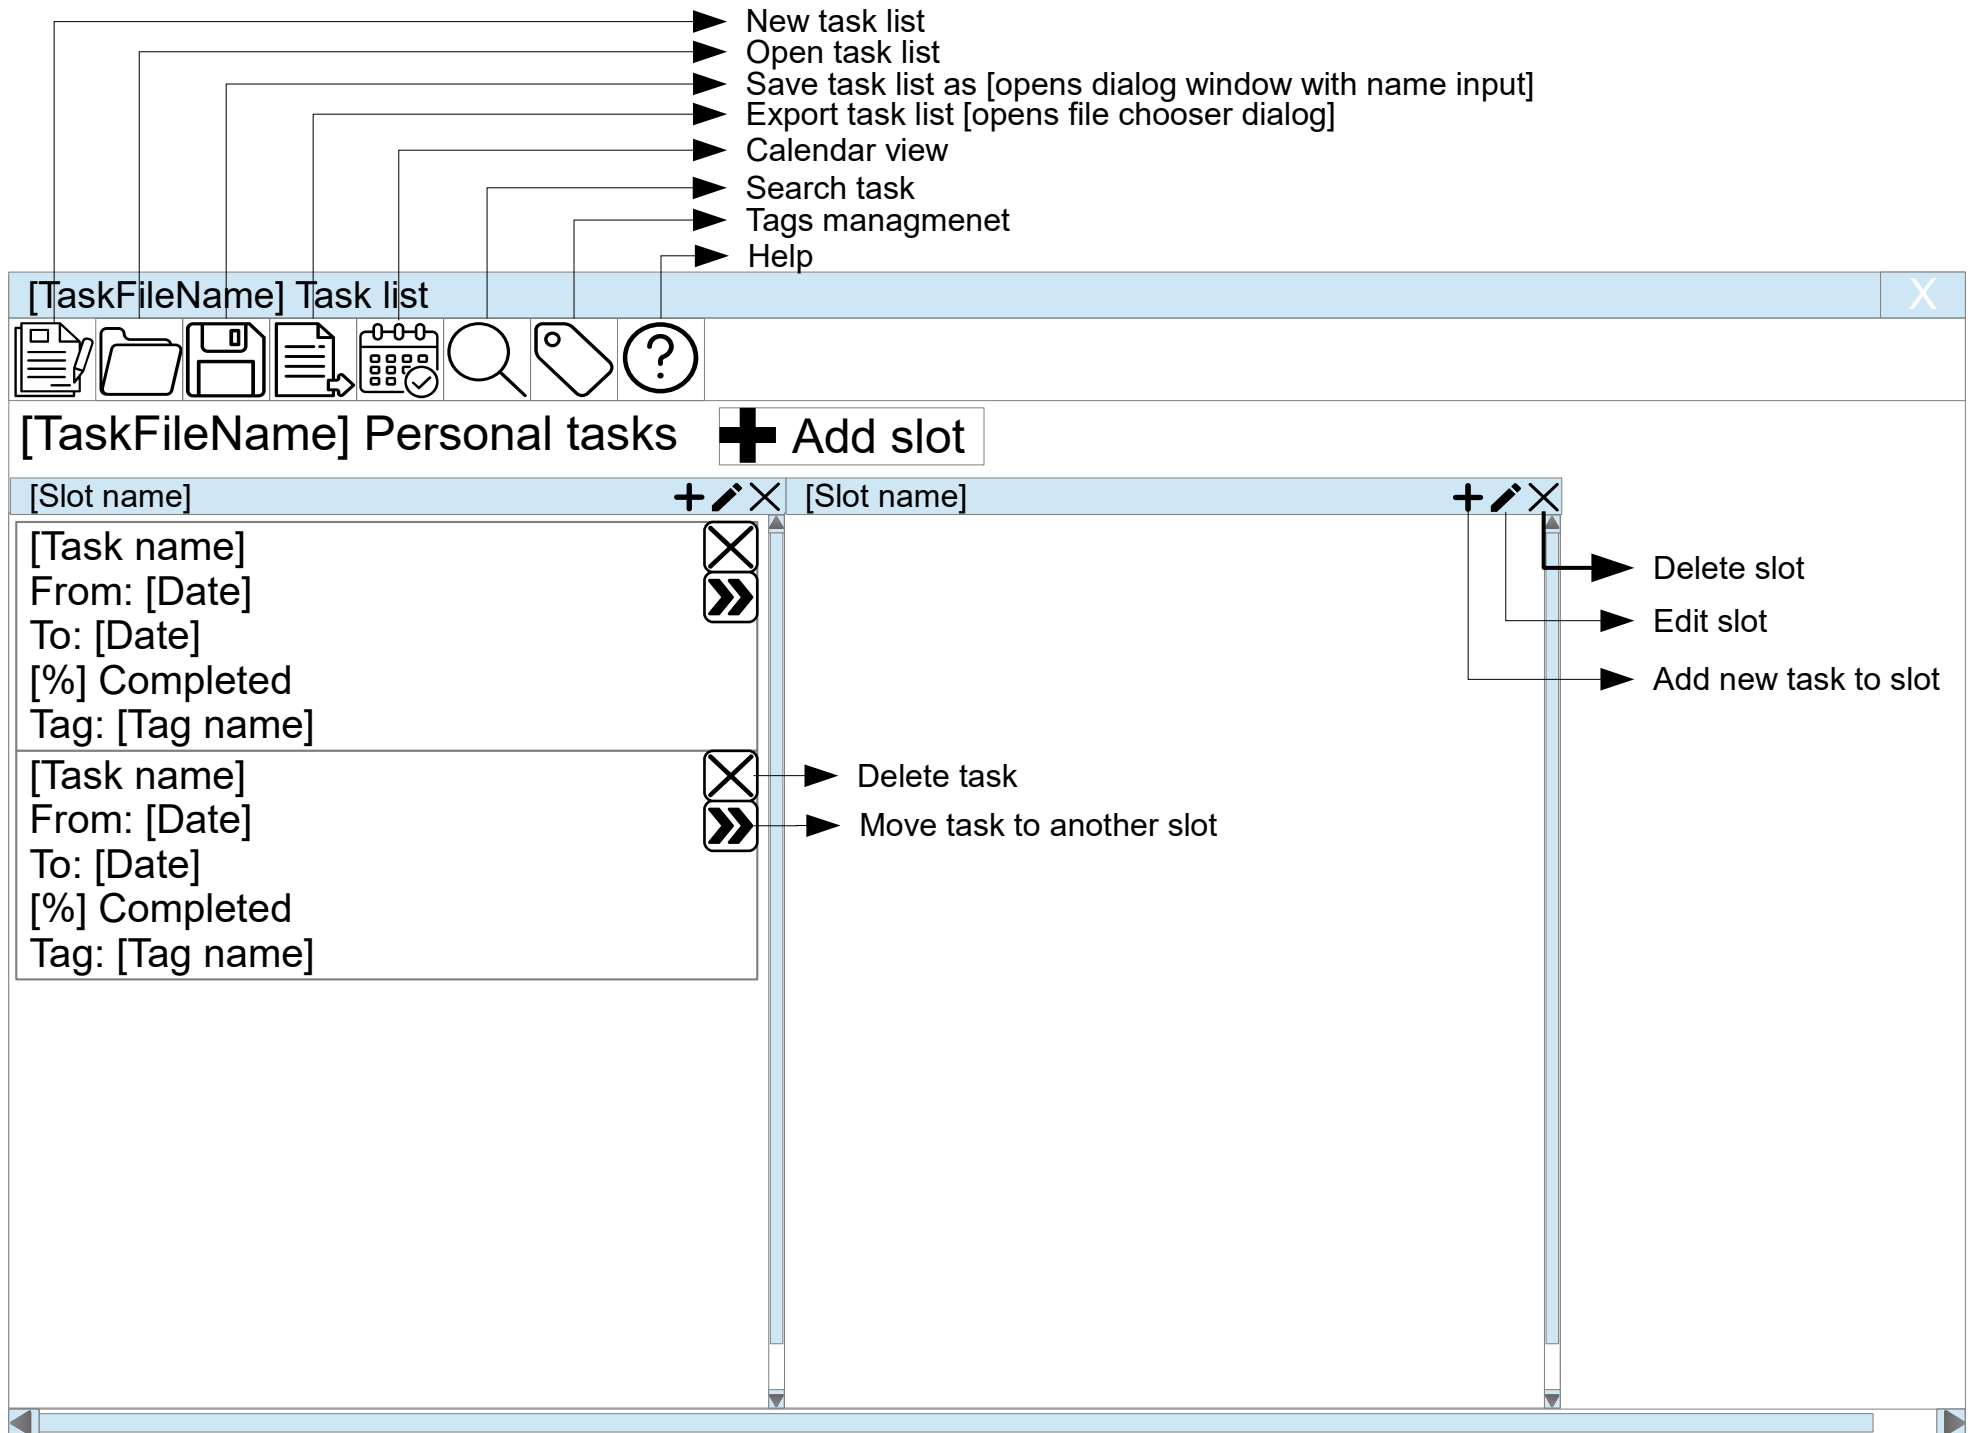 New task list
Open task list
Save task list as [opens dialog window with name input]
Export task list [opens file chooser dialog]
Calendar view
Search task
Tags managmenet
Help
[TaskFileName] Task list
X
[TaskFileName] Personal tasks
Add slot
[Slot name]
[Slot name]
[Task name]
From: [Date]
To: [Date]
[%] Completed
Tag: [Tag name]
[Task name]
From: [Date]
To: [Date]
[%] Completed
Tag: [Tag name]
Delete task
Move task to another slot
Delete slot
Edit slot
Add new task to slot